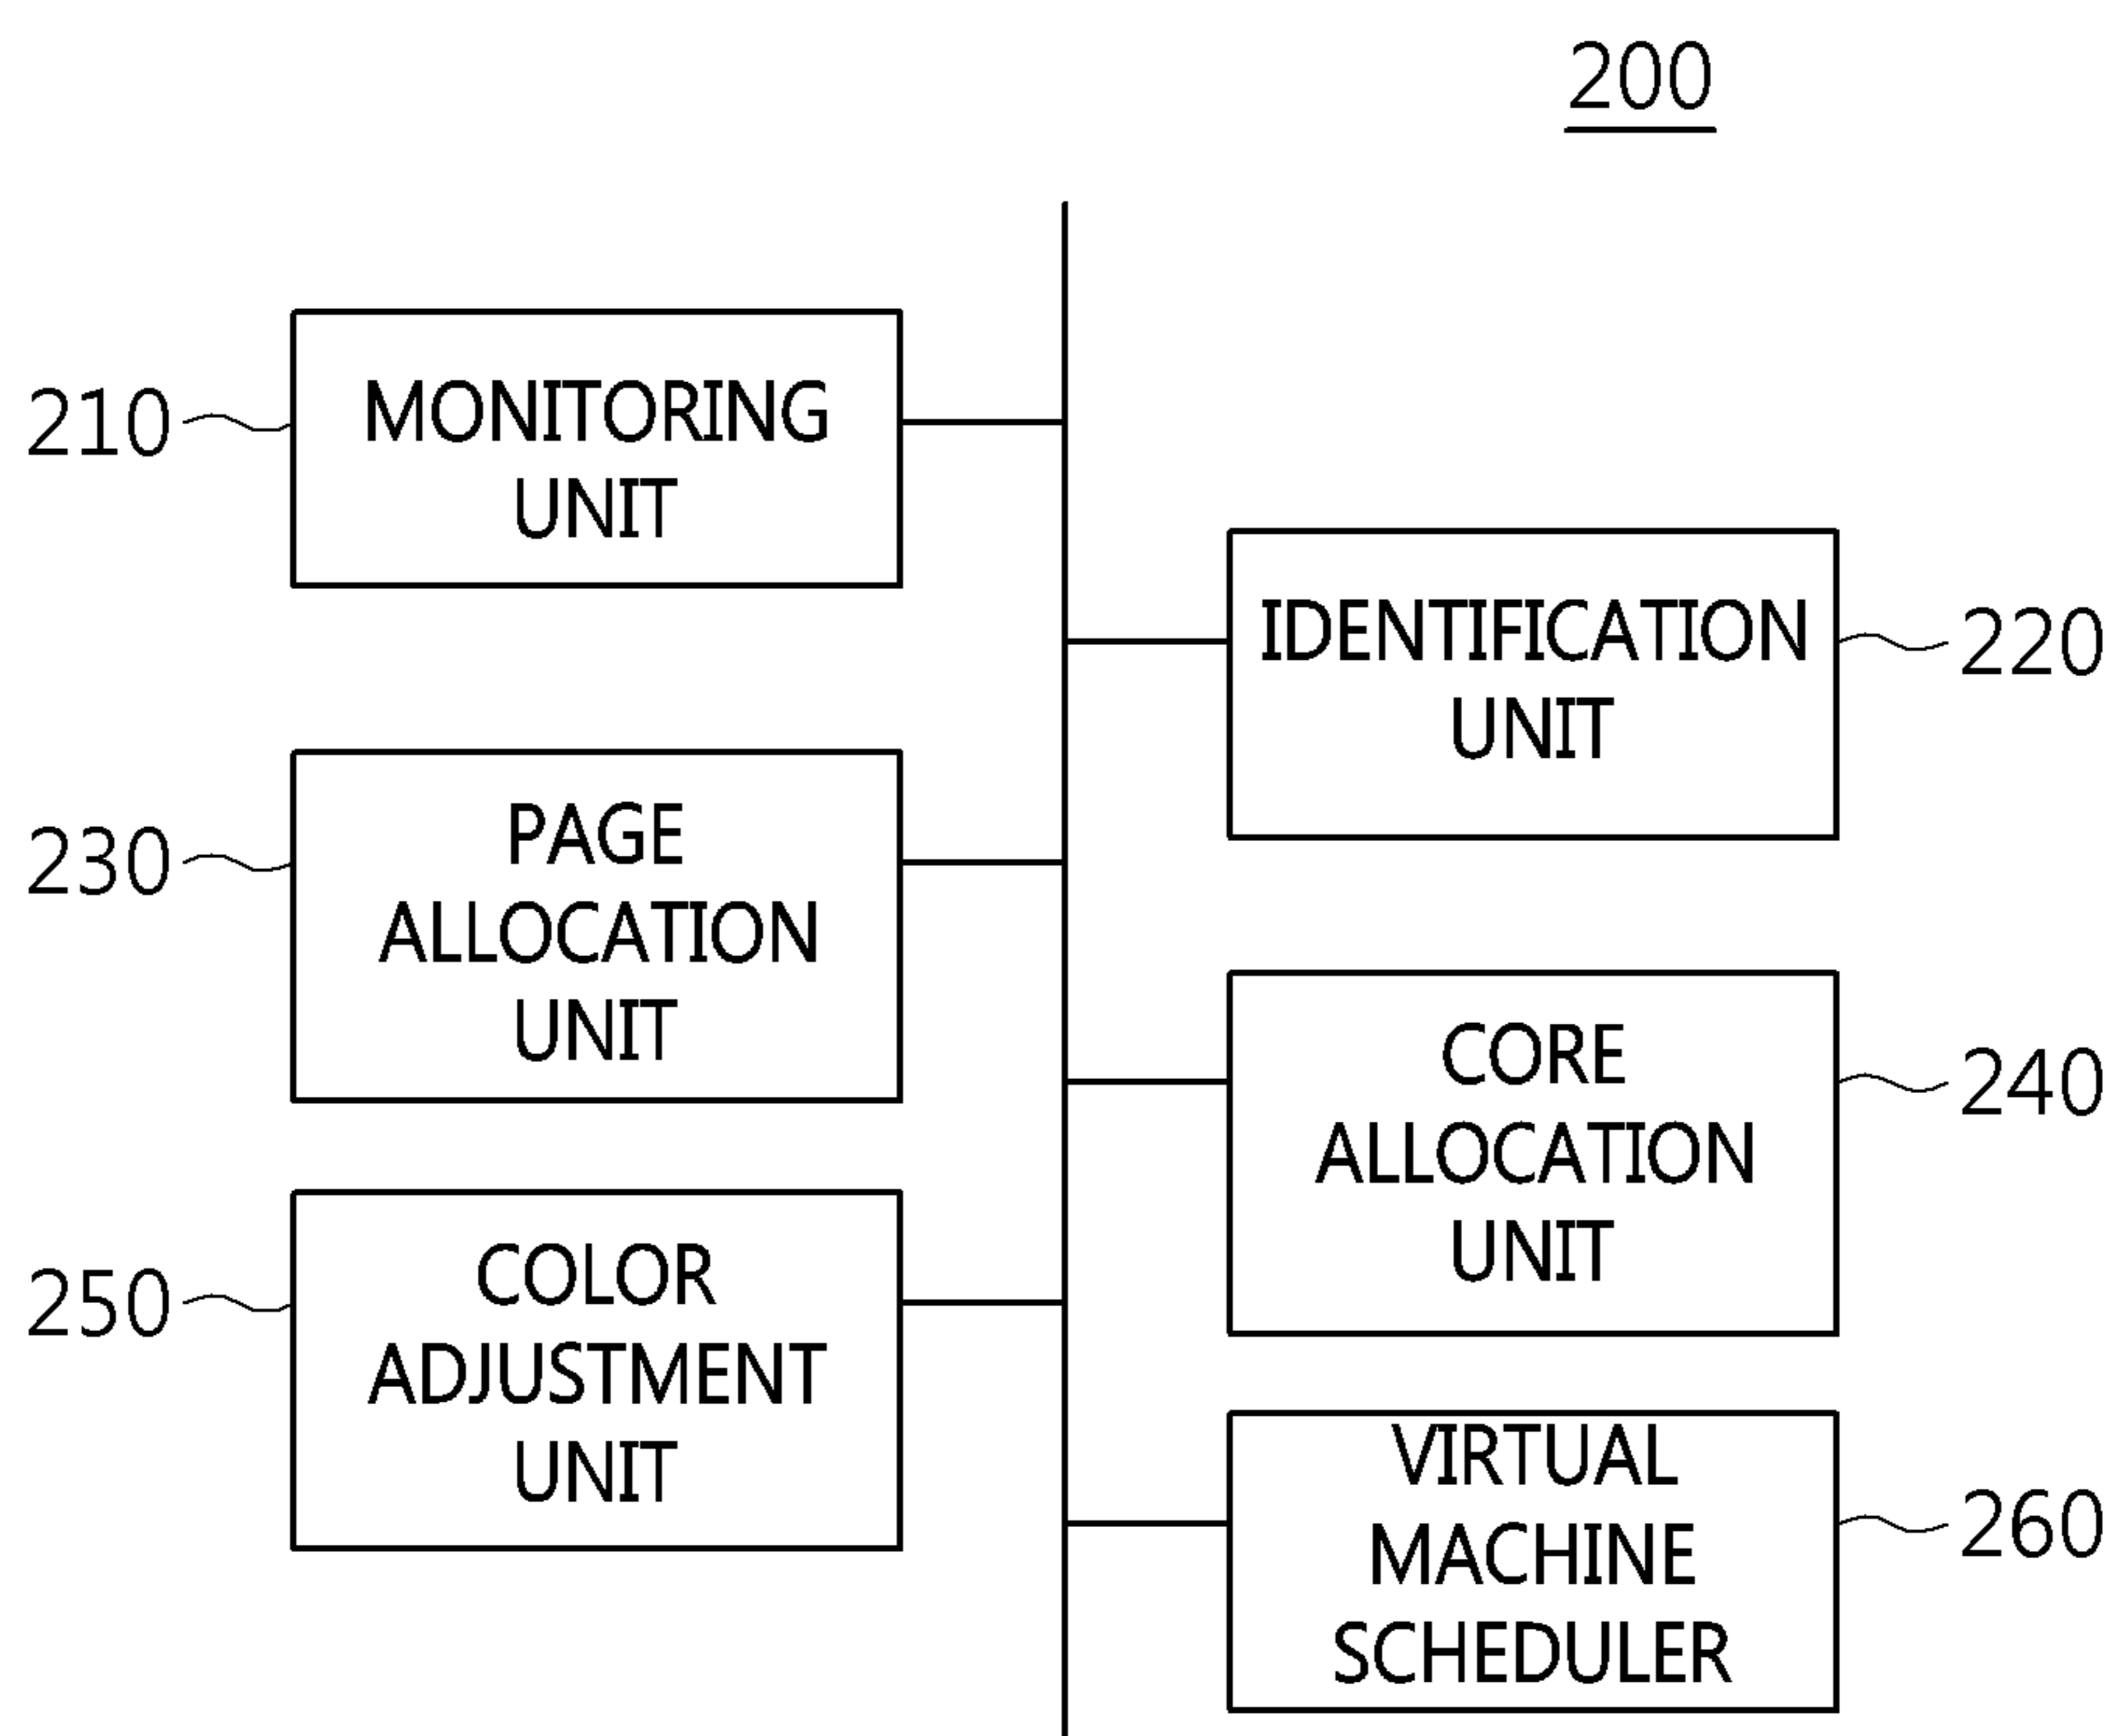 200
210
MONITORING
UNIT
IDENTIFICATION
UNIT
220
230
PAGE
ALLOCATION
UNIT
CORE
ALLOCATION
UNIT
240
250
COLOR
ADJUSTMENT
UNIT
VIRTUAL
MACHINE
SCHEDULER
260